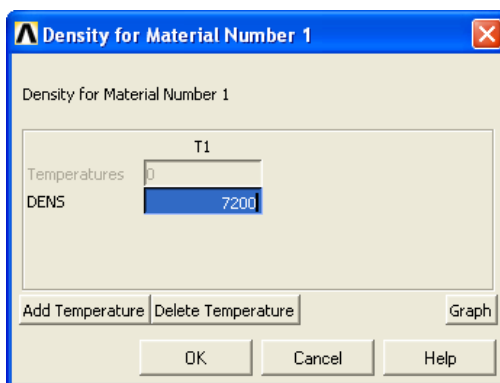 Density for Material Number 1
Density for Material Number 1
T1
Temperatures 0
DENS 7200
Add Temperature Delete Temperature Graph
OK Cancel Help